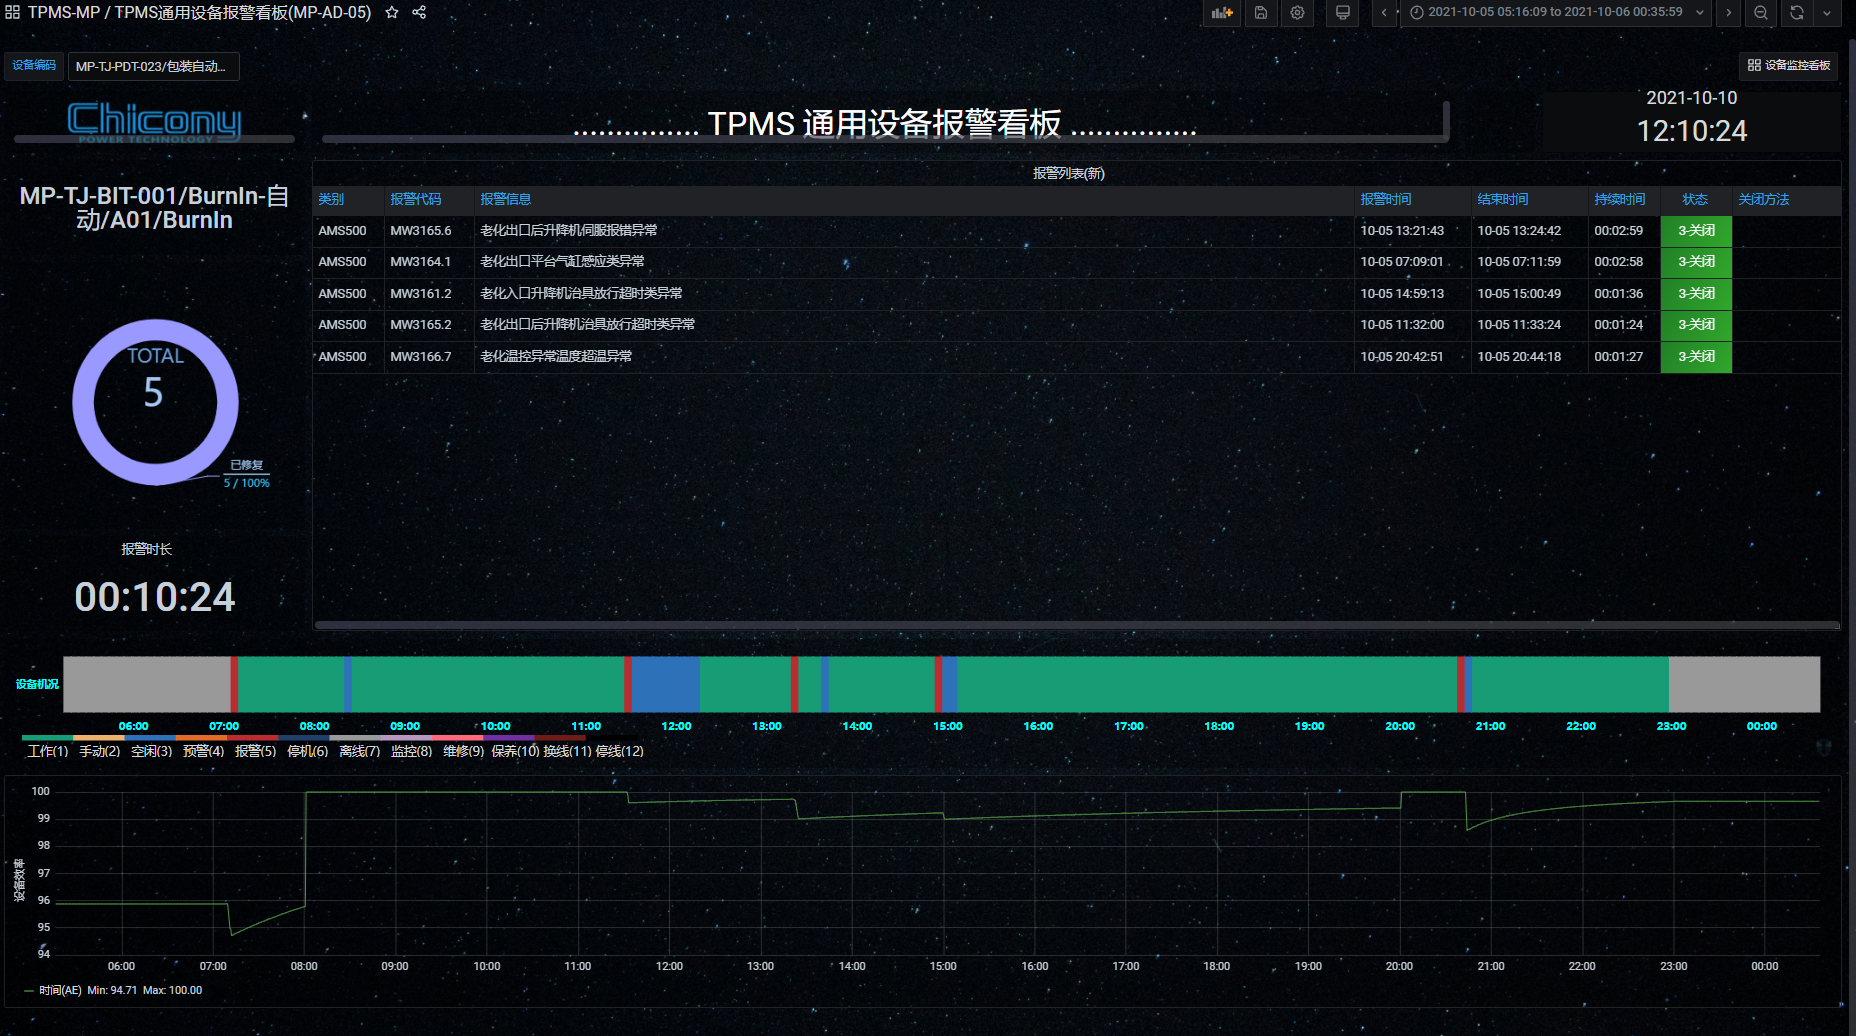 TPMS-MP / TPMS通用设备报警看板(MP-AD-05)
2021-10-05 05:16:09 to 2021-10-06 00:35:59
设备编码 MP-TJ-PDT-023/包装自动...
设备监控看板
Chicony
POWER TECHNOLOGY
............... TPMS 通用设备报警看板 ...............
2021-10-10
12:10:24
MP-TJ-BIT-001/BurnIn-自
动/A01/BurnIn
TOTAL
5
已修复
5 / 100%
报警时长
00:10:24
报警列表(新)
类别 报警代码 报警信息 报警时间 结束时间 持续时间 状态 关闭方法
AMS500 MW3165.6 老化出口后升降机伺服报错异常 10-05 13:21:43 10-05 13:24:42 00:02:59 3-关闭
AMS500 MW3164.1 老化出口平台气缸感应类异常 10-05 07:09:01 10-05 07:11:59 00:02:58 3-关闭
AMS500 MW3161.2 老化入口升降机治具放行超时类异常 10-05 14:59:13 10-05 15:00:49 00:01:36 3-关闭
AMS500 MW3165.2 老化出口后升降机治具放行超时类异常 10-05 11:32:00 10-05 11:33:24 00:01:24 3-关闭
AMS500 MW3166.7 老化温控异常温度超温异常 10-05 20:42:51 10-05 20:44:18 00:01:27 3-关闭
设备机况
06:00 07:00 08:00 09:00 10:00 11:00 12:00 13:00 14:00 15:00 16:00 17:00 18:00 19:00 20:00 21:00 22:00 23:00 00:00
工作(1) 手动(2) 空闲(3) 预警(4) 报警(5) 停机(6) 离线(7) 监控(8) 维修(9) 保养(10) 换线(11) 停线(12)
设备效率
100
99
98
97
96
95
94
06:00 07:00 08:00 09:00 10:00 11:00 12:00 13:00 14:00 15:00 16:00 17:00 18:00 19:00 20:00 21:00 22:00 23:00 00:00
时间(AE) Min: 94.71 Max: 100.00